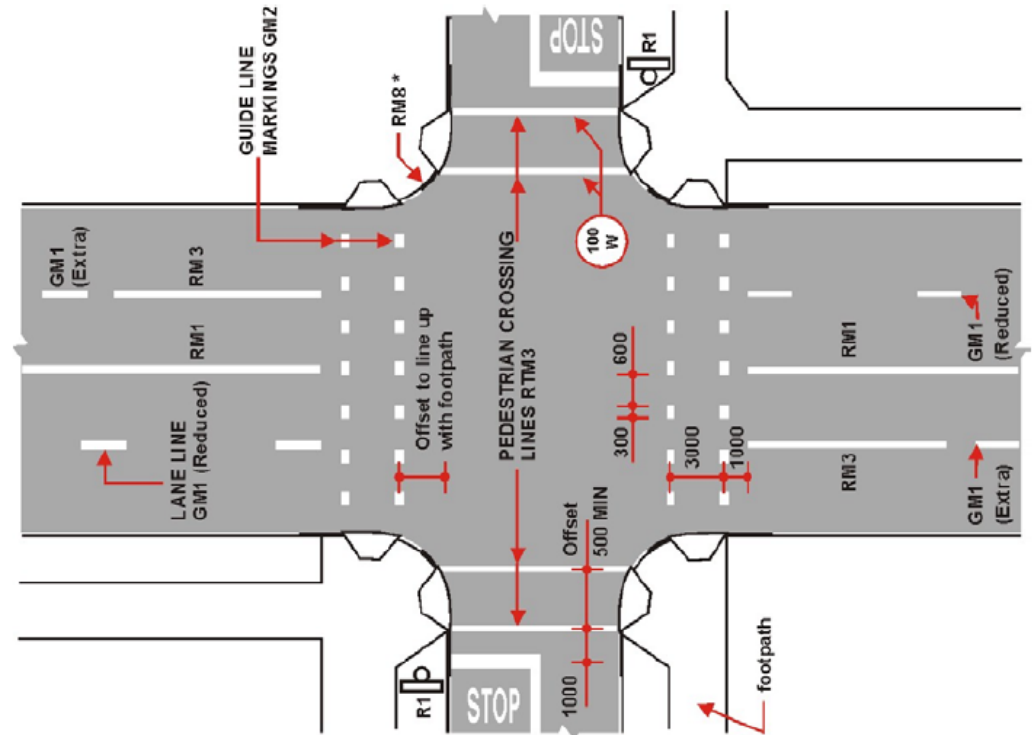 GUIDE LINE
MARKINGS GM2
RM8 *
STOP
R1
GM1
(Extra)
RM3
RM1
LANE LINE
GM1 (Reduced)
Offset to line up
with footpath
PEDESTRIAN CROSSING
LINES RTM3
100
W
600
300
3000
1000
RM1
GM1
(Reduced)
RM3
GM1
(Extra)
Offset
500 MIN
1000
R1
STOP
footpath